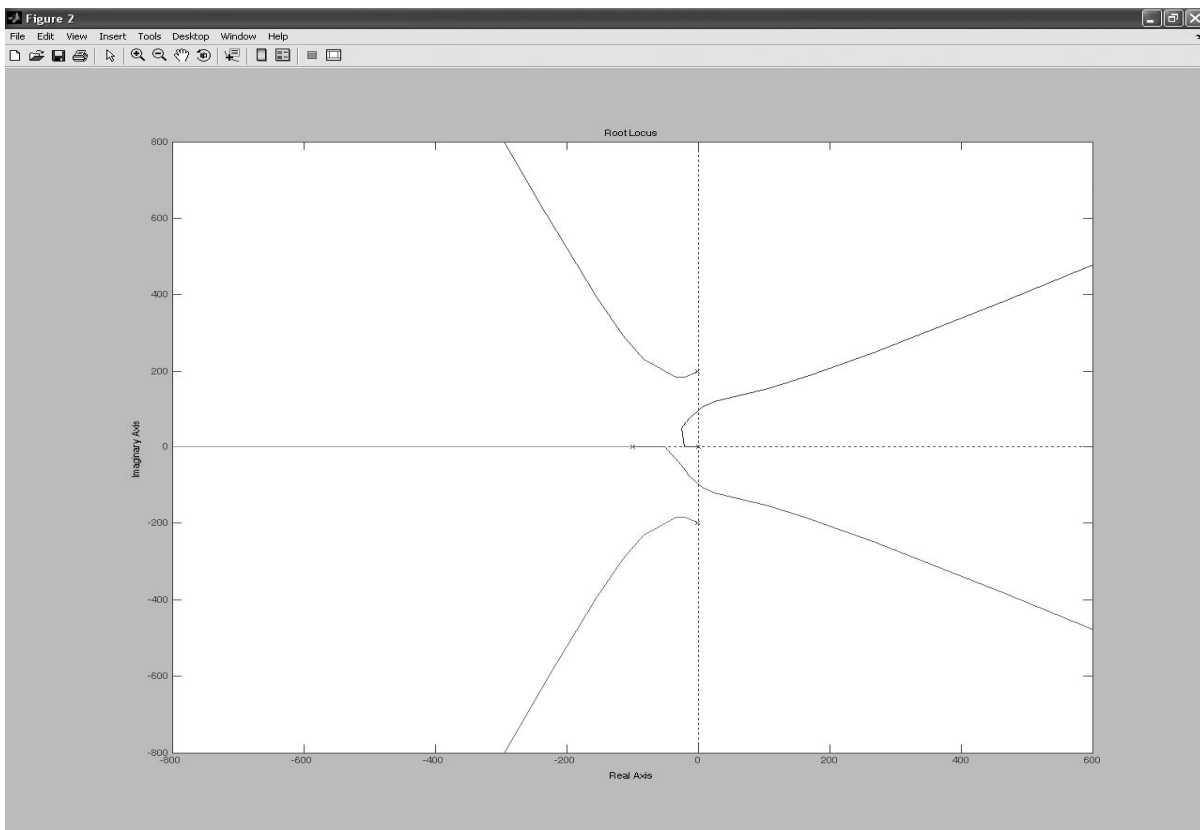 Figure 2
File Edit View Insert Tools Desktop Window Help
Root Locus
800
600
400
200
0
-200
-400
-600
-800
Imaginary Axis
-800 -600 -400 -200 0 200 400 600
Real Axis